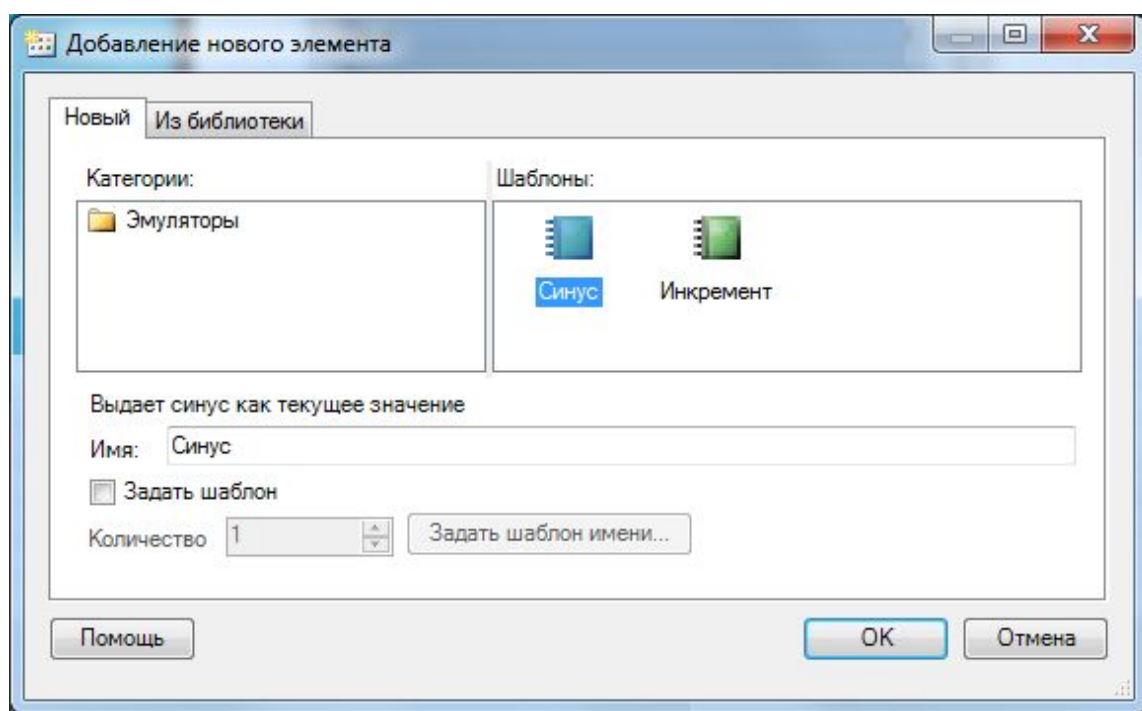 Добавление нового элемента
Новый
Из библиотеки
Категории:
Шаблоны:
Эмуляторы
Синус
Инкремент
Выдает синус как текущее значение
Имя:
Синус
Задать шаблон
Количество
1
Задать шаблон имени...
Помощь
OK
Отмена